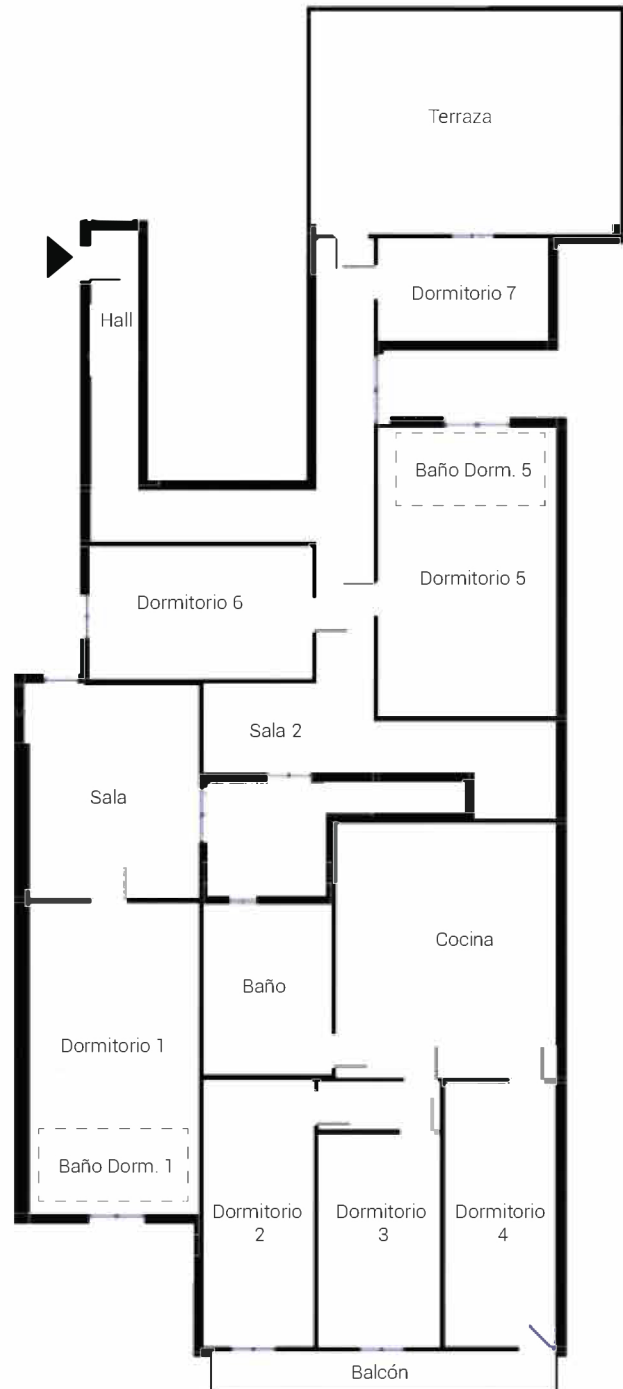 Terraza
Dormitorio 7
Hall
Baño Dorm. 5
Dormitorio 5
Dormitorio 6
Sala 2
Sala
Cocina
Baño
Dormitorio 1
Baño Dorm. 1
Dormitorio
2
Dormitorio
3
Dormitorio
4
Balcón